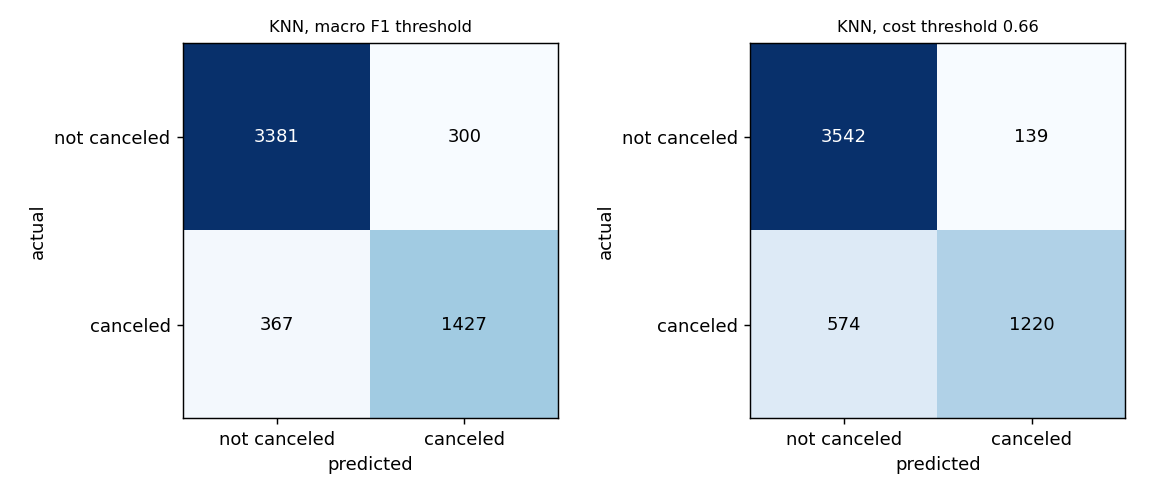 KNN, macro F1 threshold
not canceled
3381
300
canceled
367
1427
not canceled
canceled
predicted
actual
KNN, cost threshold 0.66
not canceled
3542
139
canceled
574
1220
not canceled
canceled
predicted
actual